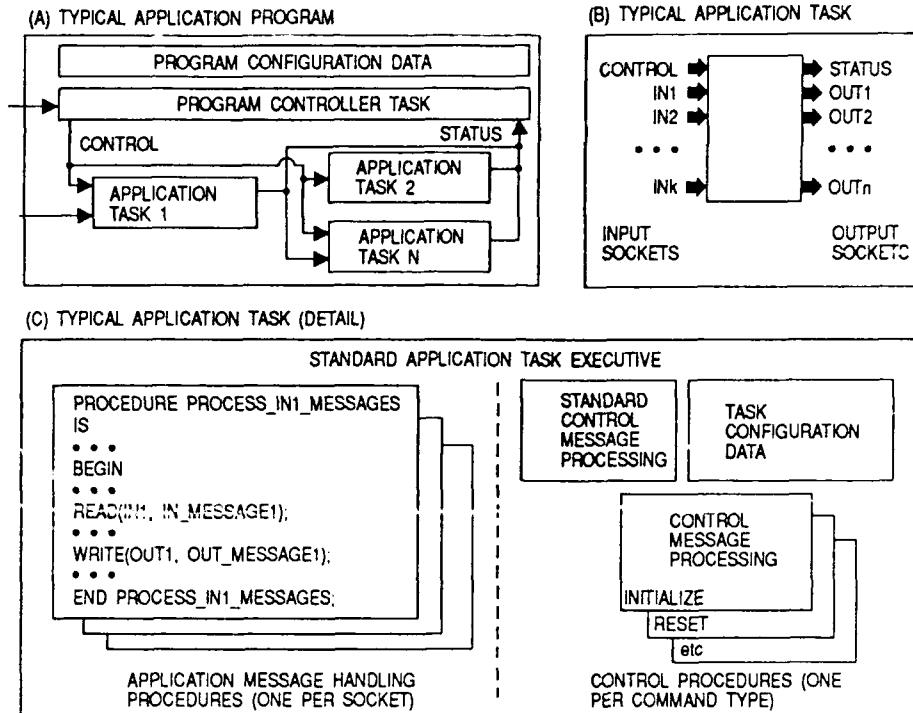 (A) TYPICAL APPLICATION PROGRAM
PROGRAM CONFIGURATION DATA
PROGRAM CONTROLLER TASK
CONTROL
STATUS
APPLICATION
TASK 1
APPLICATION
TASK 2
APPLICATION
TASK N
(B) TYPICAL APPLICATION TASK
CONTROL
IN1
IN2
• • •
INk
STATUS
OUT1
OUT2
• • •
OUTn
INPUT
SOCKETS
OUTPUT
SOCKETS
(C) TYPICAL APPLICATION TASK (DETAIL)
STANDARD APPLICATION TASK EXECUTIVE
PROCEDURE PROCESS_IN1_MESSAGES
IS
• • •
BEGIN
• • •
READ(IN1, IN_MESSAGE1);
• • •
WRITE(OUT1, OUT_MESSAGE1);
• • •
END PROCESS_IN1_MESSAGES;
APPLICATION MESSAGE HANDLING
PROCEDURES (ONE PER SOCKET)
STANDARD
CONTROL
MESSAGE
PROCESSING
TASK
CONFIGURATION
DATA
CONTROL
MESSAGE
PROCESSING
INITIALIZE
RESET
etc
CONTROL PROCEDURES (ONE
PER COMMAND TYPE)